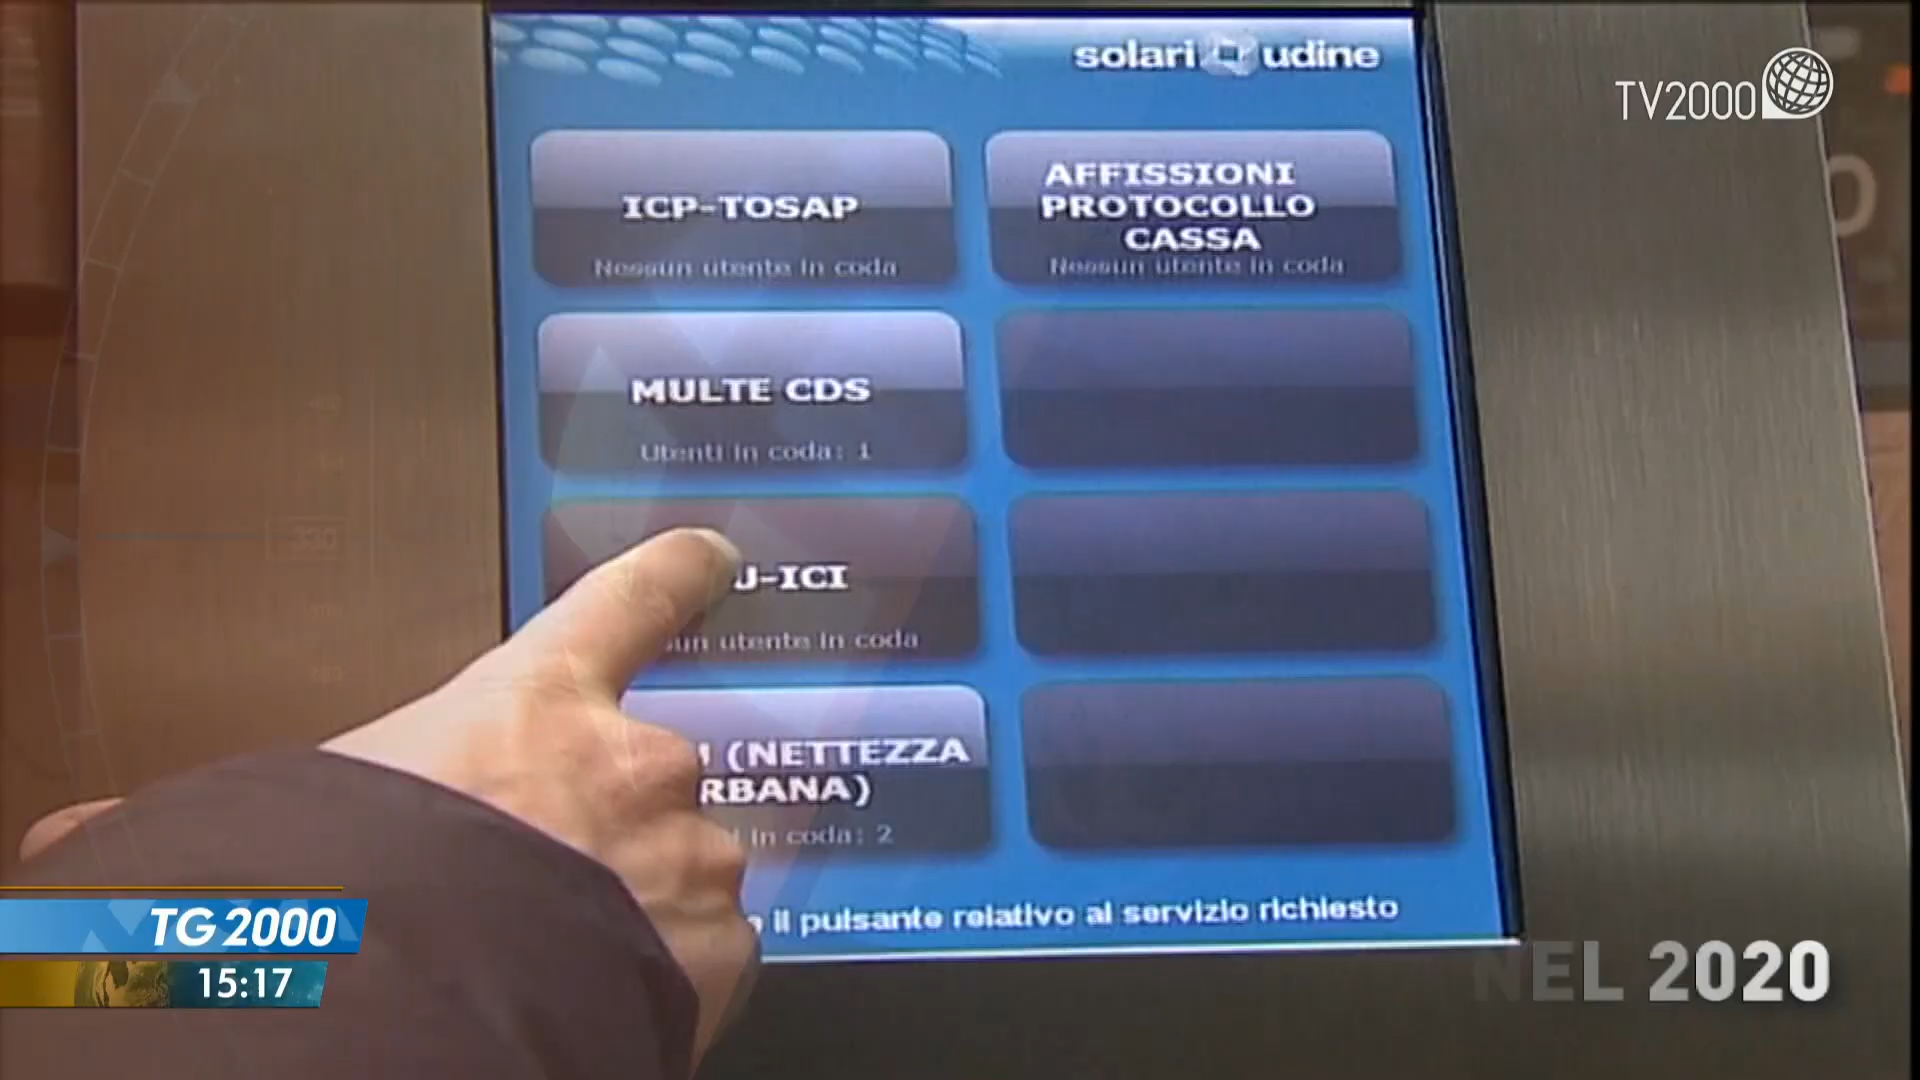 solari udine
TV2000
ICP-TOSAP
Nessun utente in coda
AFFISSIONI
PROTOCOLLO
CASSA
Nessun utente in coda
MULTE CDS
Utenti in coda: 1
U-ICI
utente in coda
(NETTEZZA
RBANA)
in coda: 2
il pulsante relativo al servizio richiesto
330
TG 2000
15:17
NEL 2020